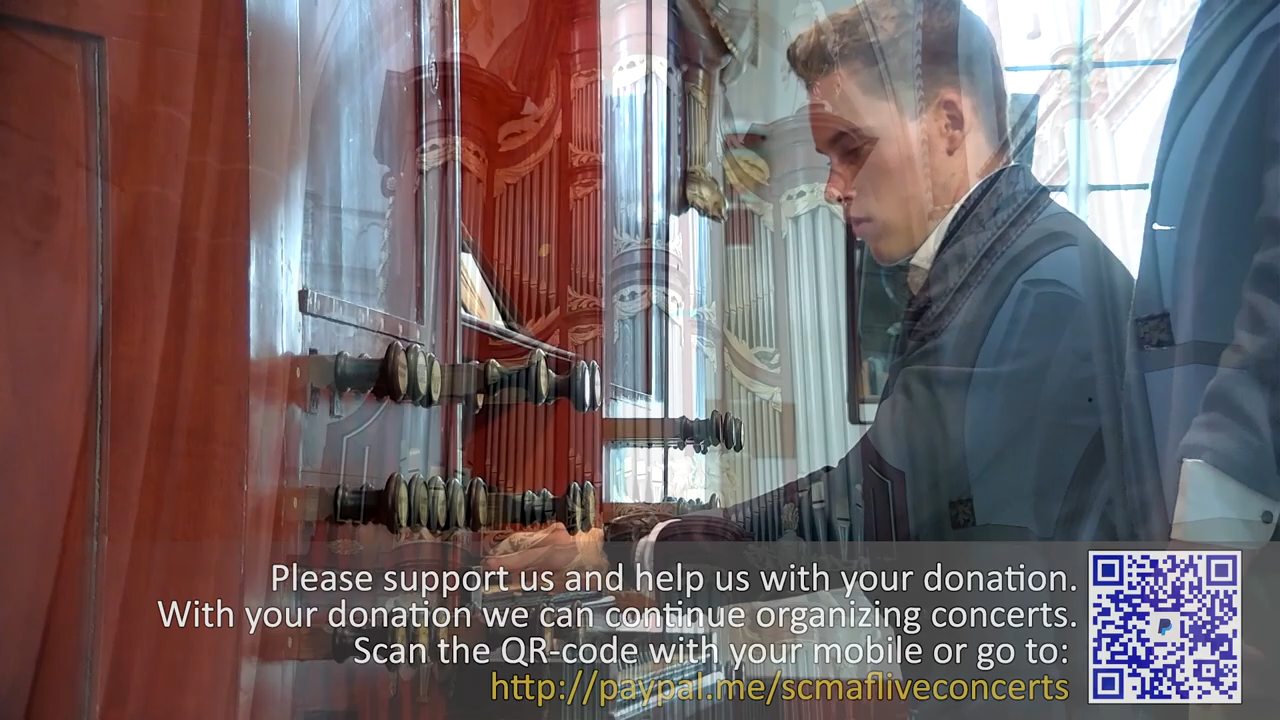 Please support us and help us with your donation.
With your donation we can continue organizing concerts.
Scan the QR-code with your mobile or go to:
http://paypal.me/scmafliveconcerts